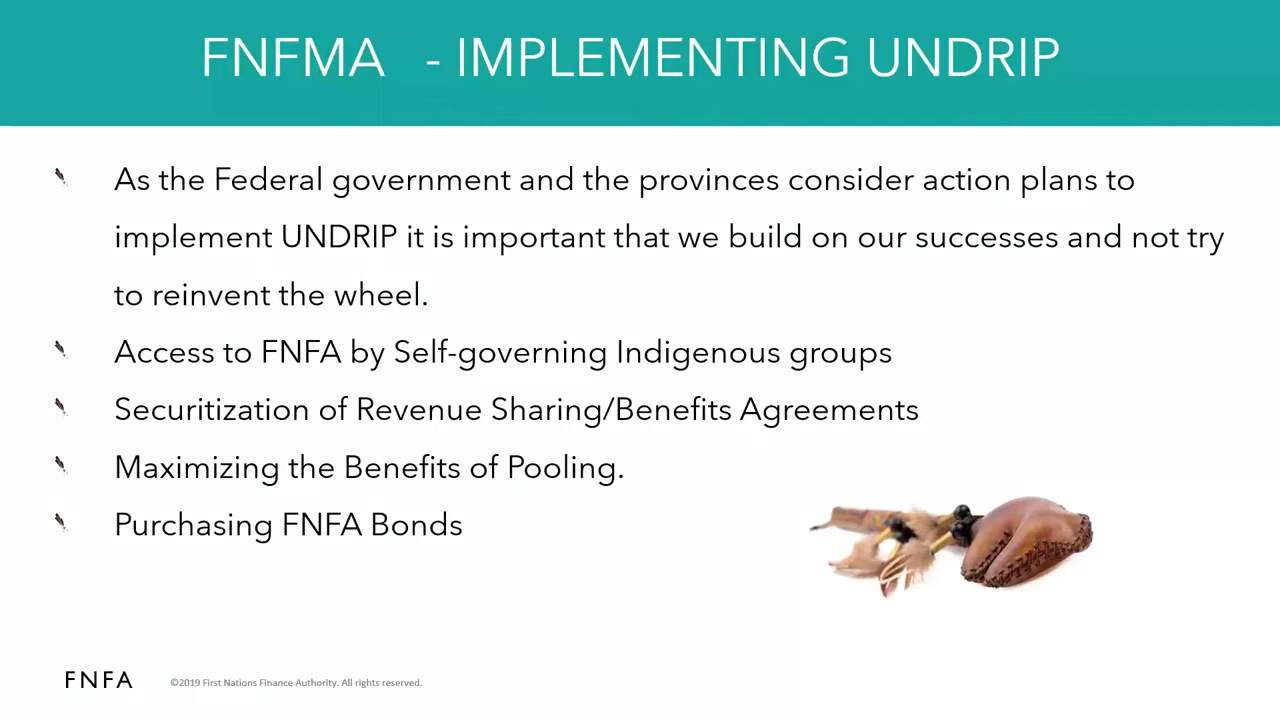 FNFMA - IMPLEMENTING UNDRIP
As the Federal government and the provinces consider action plans to
implement UNDRIP it is important that we build on our successes and not try
to reinvent the wheel.
Access to FNFA by Self-governing Indigenous groups
Securitization of Revenue Sharing/Benefits Agreements
Maximizing the Benefits of Pooling.
Purchasing FNFA Bonds
FNFA
©2019 First Nations Finance Authority. All rights reserved.